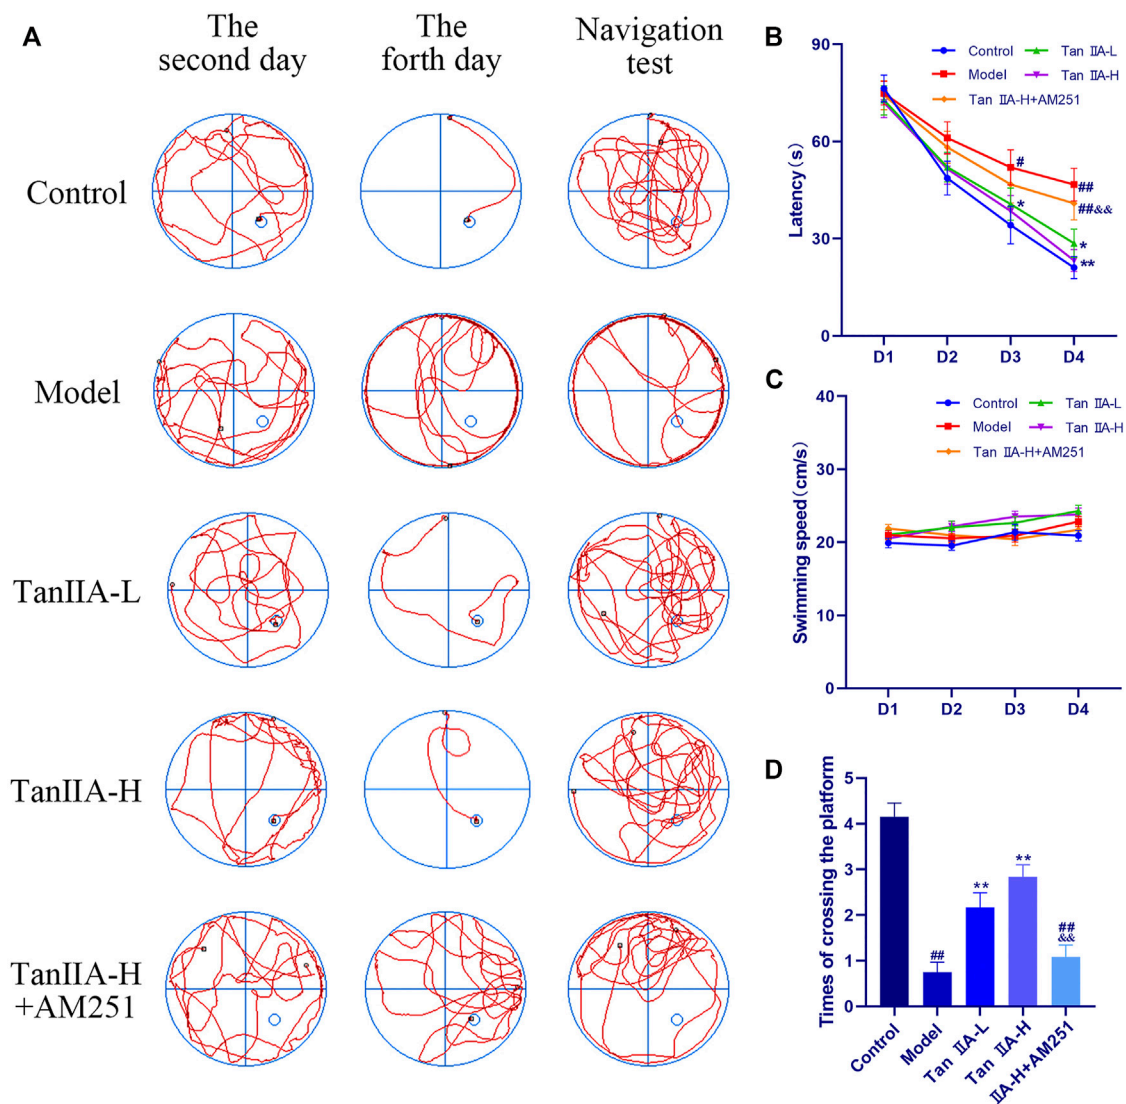 A
The
second day
The
forth day
Navigation
test
Control
Model
TanIIA-L
TanIIA-H
TanIIA-H
+AM251
B
Control
Tan ⅡA-L
Model
Tan ⅡA-H
Tan ⅡA-H+AM251
Latency(s)
90
60
30
0
#
*
##
##&&
*
**
D1 D2 D3 D4
C
Control
Tan ⅡA-L
Model
Tan ⅡA-H
Tan ⅡA-H+AM251
Swimming speed(cm/s)
40
30
20
10
0
D1 D2 D3 D4
D
Times of crossing the platform
5
4
3
2
1
0
##
**
**
##
&&
Control
Model
Tan ⅡA-L
Tan ⅡA-H
ⅡA-H+AM251